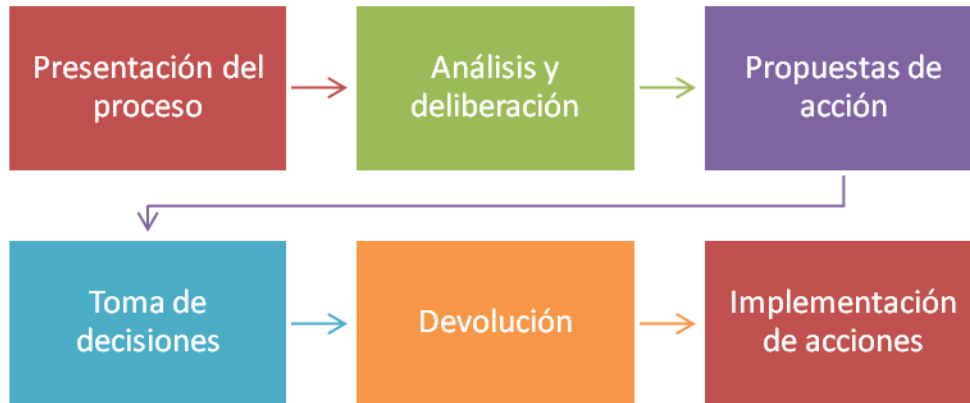 Presentación del
proceso
Análisis y
deliberación
Propuestas de
acción
Toma de
decisiones
Devolución
Implementación
de acciones